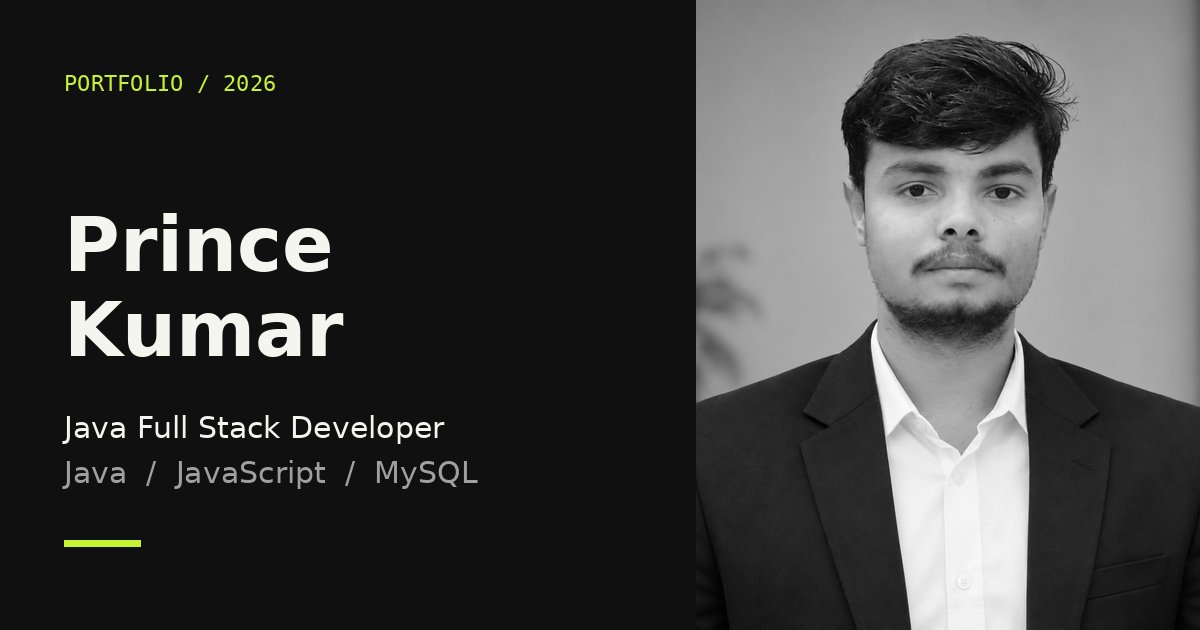 PORTFOLIO / 2026
Prince
Kumar
Java Full Stack Developer
Java / JavaScript / MySQL